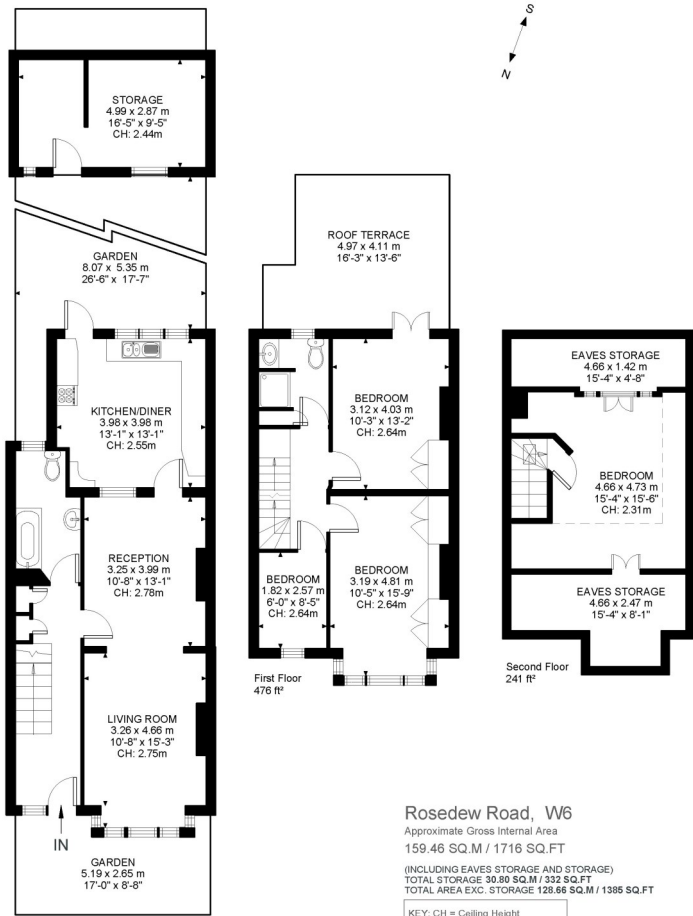 S
N
STORAGE
4.99 x 2.87 m
16'-5" x 9'-5"
CH: 2.44m
GARDEN
8.07 x 5.35 m
26'-6" x 17'-7"
KITCHEN/DINER
3.98 x 3.98 m
13'-1" x 13'-1"
CH: 2.55m
RECEPTION
3.25 x 3.99 m
10'-8" x 13'-1"
CH: 2.78m
LIVING ROOM
3.26 x 4.66 m
10'-8" x 15'-3"
CH: 2.75m
IN
GARDEN
5.19 x 2.65 m
17'-0" x 8'-8"
ROOF TERRACE
4.97 x 4.11 m
16'-3" x 13'-6"
BEDROOM
3.12 x 4.03 m
10'-3" x 13'-2"
CH: 2.64m
BEDROOM
1.82 x 2.57 m
6'-0" x 8'-5"
CH: 2.64m
BEDROOM
3.19 x 4.81 m
10'-5" x 15'-9"
CH: 2.64m
First Floor
476 ft²
EAVES STORAGE
4.66 x 1.42 m
15'-4" x 4'-8"
BEDROOM
4.66 x 4.73 m
15'-4" x 15'-6"
CH: 2.31m
EAVES STORAGE
4.66 x 2.47 m
15'-4" x 8'-1"
Second Floor
241 ft²
Rosedew Road, W6
Approximate Gross Internal Area
159.46 SQ.M / 1716 SQ.FT
(INCLUDING EAVES STORAGE AND STORAGE)
TOTAL STORAGE 30.80 SQ.M / 332 SQ.FT
TOTAL AREA EXC. STORAGE 128.66 SQ.M / 1385 SQ.FT
KEY: CH = Ceiling Height